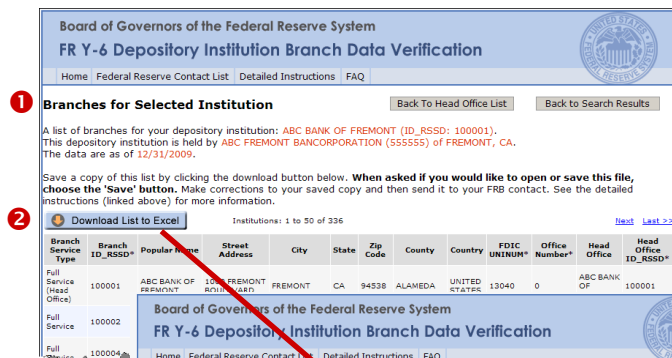 Board of Governors of the Federal Reserve System
FR Y-6 Depository Institution Branch Data Verification
Home Federal Reserve Contact List Detailed Instructions FAQ
1 Branches for Selected Institution Back To Head Office List Back to Search Results
A list of branches for your depository institution: ABC BANK OF FREMONT (ID_RSSD: 100001).
This depository institution is held by ABC FREMONT BANCORPORATION (555555) of FREMONT, CA.
The data are as of 12/31/2009.
Save a copy of this list by clicking the download button below. When asked if you would like to open or save this file,
choose the 'Save' button. Make corrections to your saved copy and then send it to your FRB contact. See the detailed
instructions (linked above) for more information.
2 Download List to Excel Institutions: 1 to 50 of 336 Next Last >>
Branch Service Type Branch ID_RSSD* Popular Name Street Address City State Zip Code County Country FDIC UNINUM* Office Number* Head Office Head Office ID_RSSD*
Full Service (Head Office) 100001 ABC BANK OF FREMONT 1000 FREMONT BOULEVARD FREMONT CA 94538 ALAMEDA UNITED STATES 13040 0 ABC BANK OF 100001
Full Service 100002
Board of Governors of the Federal Reserve System
FR Y-6 Depository Institution Branch Data Verification
Full 100004
Home Federal Reserve Contact List Detailed Instructions FAQ